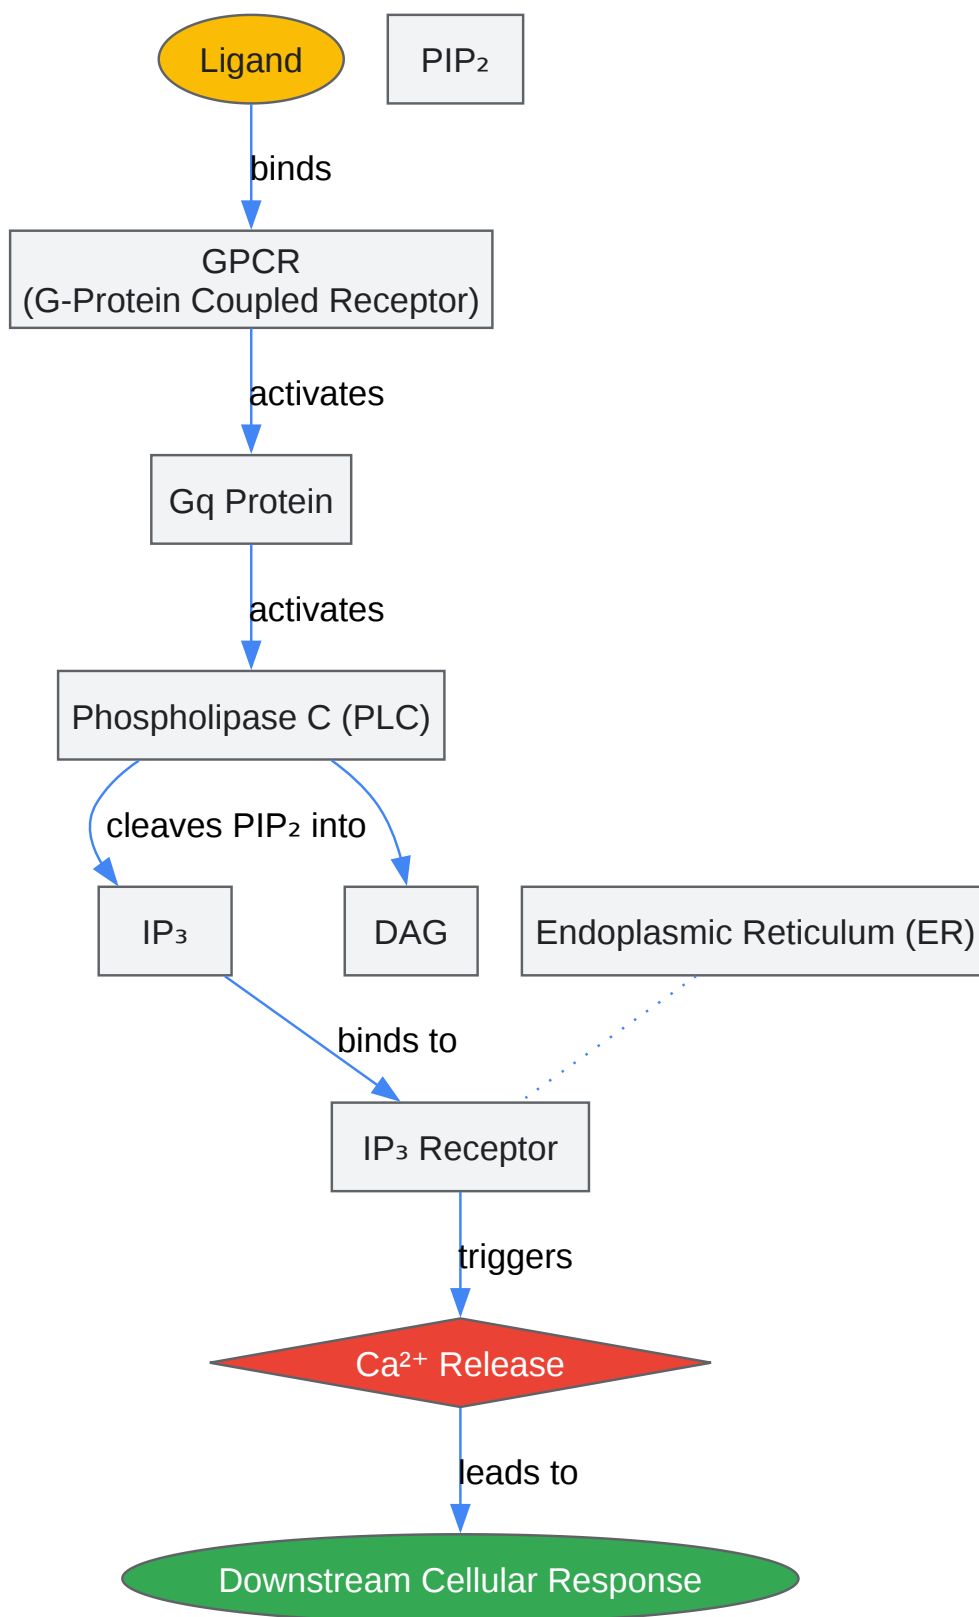 Ligand
PIP₂
binds
GPCR
(G-Protein Coupled Receptor)
activates
Gq Protein
activates
Phospholipase C (PLC)
cleaves PIP₂ into
IP₃
DAG
Endoplasmic Reticulum (ER)
binds to
IP₃ Receptor
triggers
Ca²⁺ Release
leads to
Downstream Cellular Response